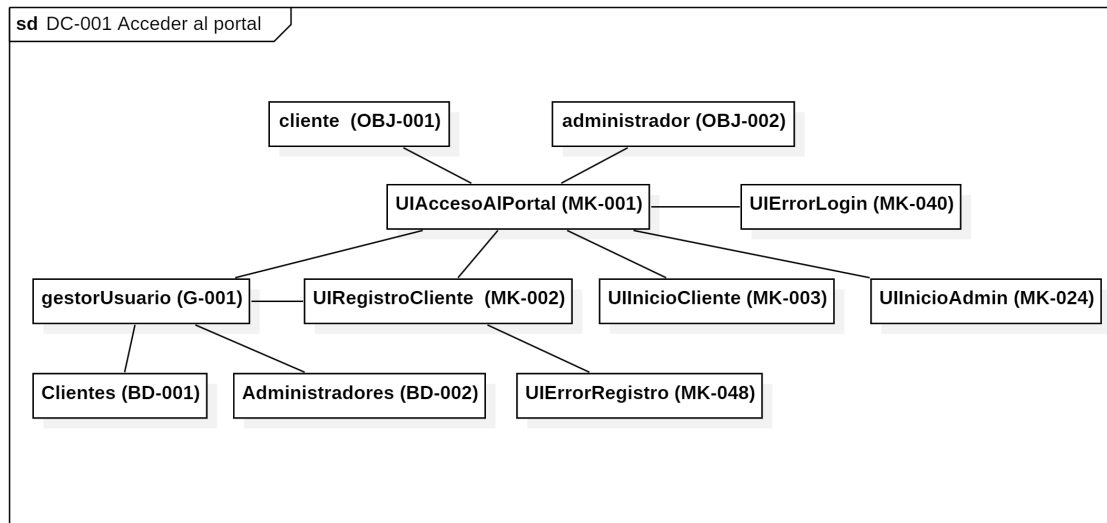 sd DC-001 Acceder al portal
cliente  (OBJ-001)
administrador (OBJ-002)
UIAccesoAlPortal (MK-001)
UIErrorLogin (MK-040)
gestorUsuario (G-001)
UIRegistroCliente  (MK-002)
UIInicioCliente (MK-003)
UIInicioAdmin (MK-024)
Clientes (BD-001)
Administradores (BD-002)
UIErrorRegistro (MK-048)